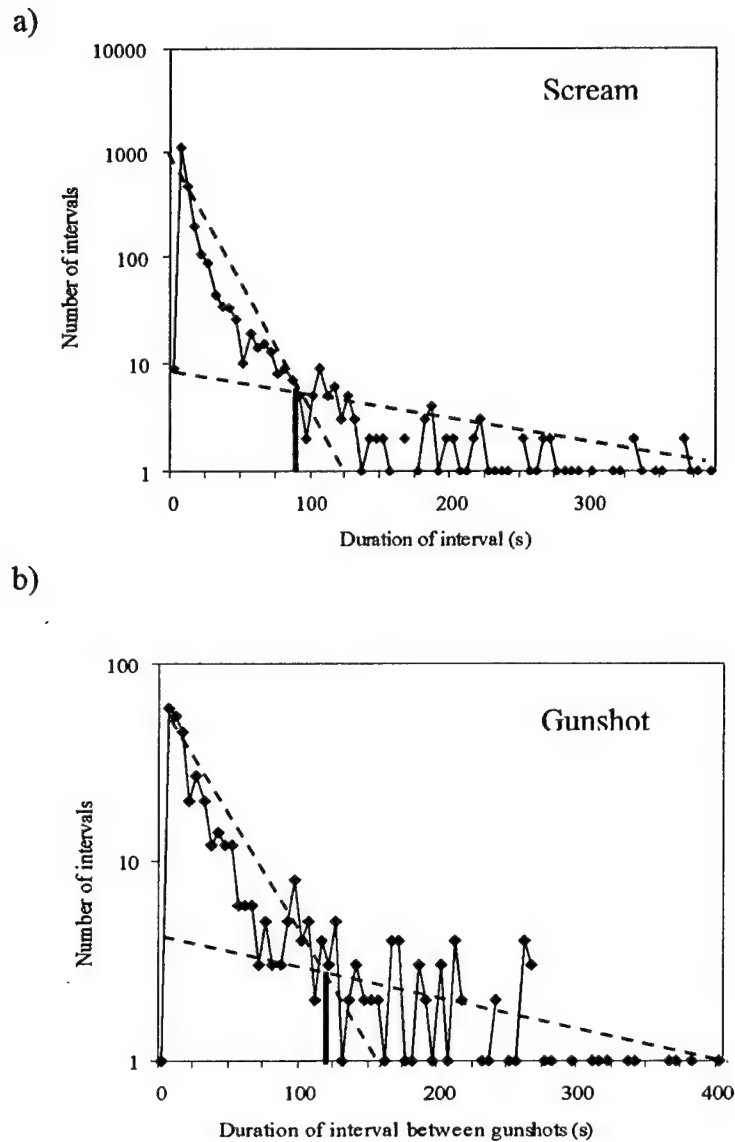 a)
10000
1000
100
10
1
Number of intervals
Scream
0
100
200
300
Duration of interval (s)
b)
100
10
1
Number of intervals
Gunshot
0
100
200
300
400
Duration of interval between gunshots (s)